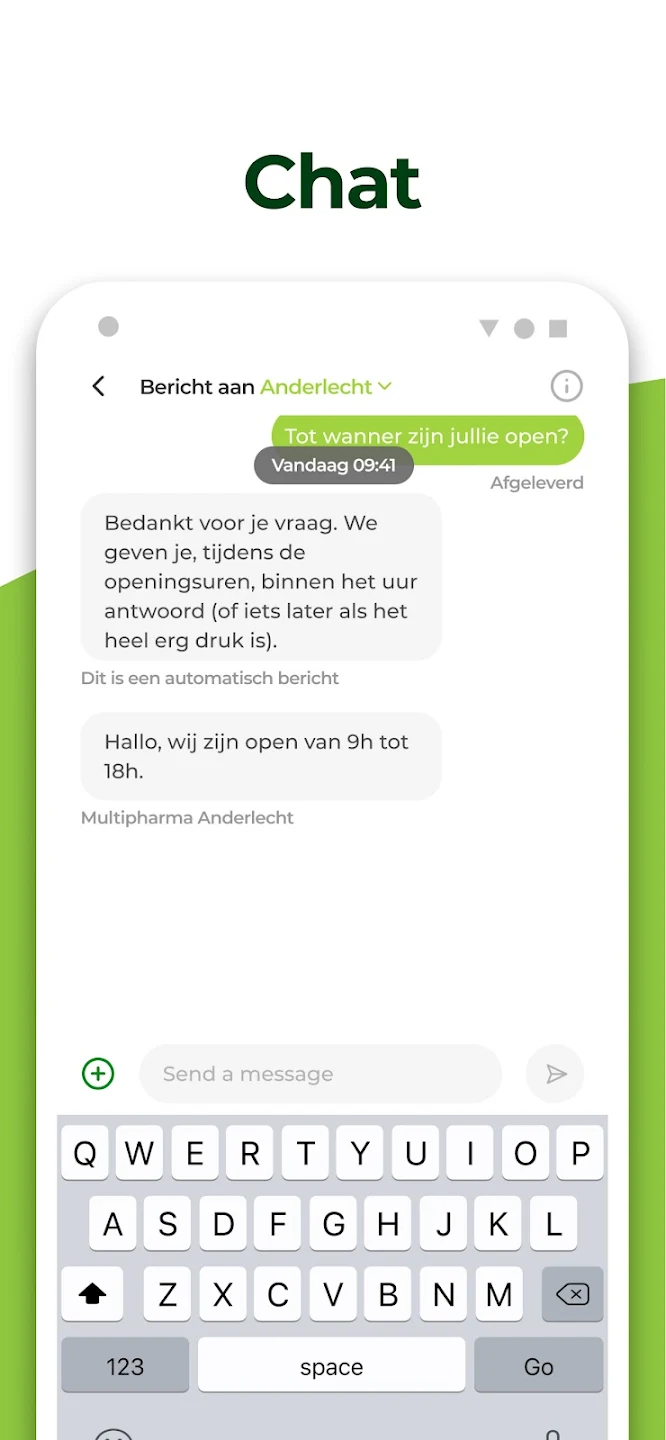 Chat
Bericht aan Anderlecht
Tot wanner zijn jullie open?
Vandaag 09:41
Afgeleverd
Bedankt voor je vraag. We
geven je, tijdens de
openingsuren, binnen het uur
antwoord (of iets later als het
heel erg druk is).
Dit is een automatisch bericht
Hallo, wij zijn open van 9h tot
18h.
Multipharma Anderlecht
Send a message
Q W E R T Y U I O P
A S D F G H J K L
Z X C V B N M
123 space Go